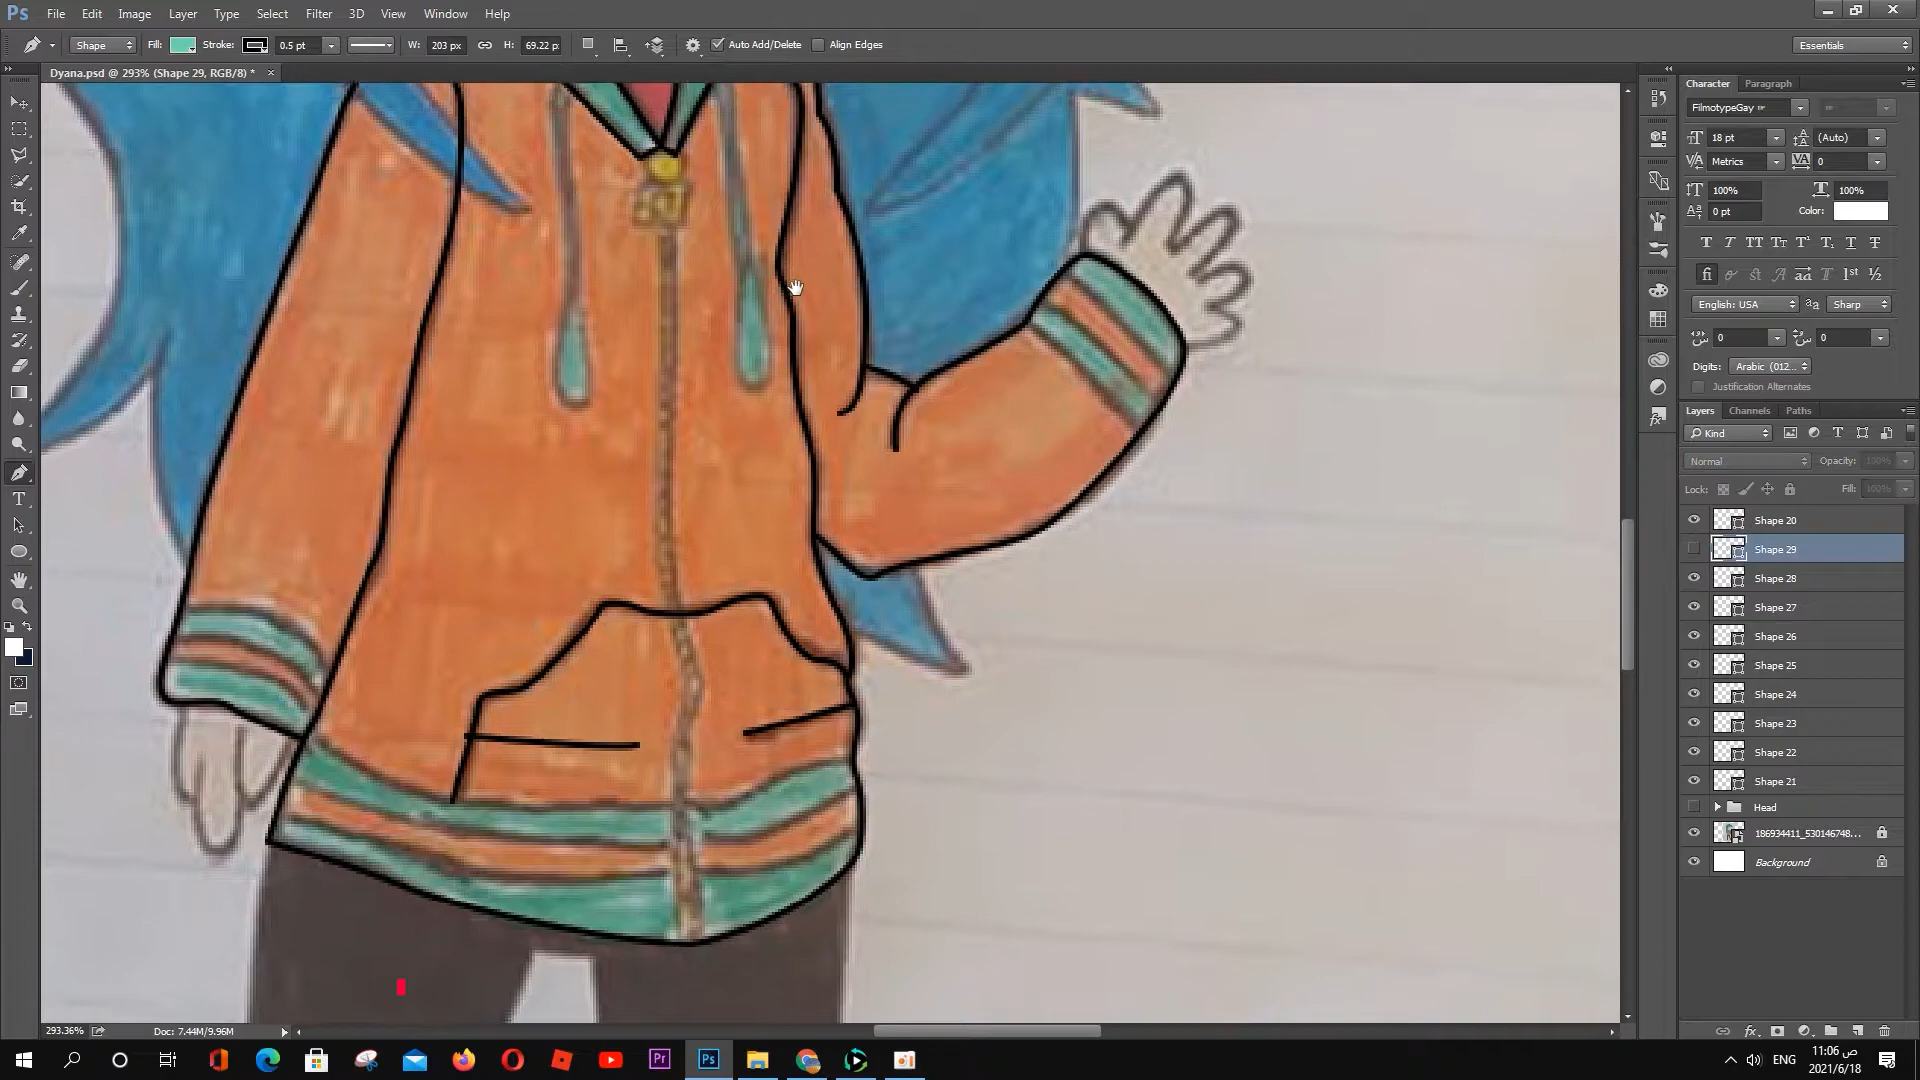 Ps File Edit Image Layer Type Select Filter 3D View Window Help
Shape Fill: Stroke: 0.5 pt W: 203 px H: 69.22 p: Auto Add/Delete Align Edges Essentials
Dyana.psd @ 293% (Shape 29, RGB/8) *
Character Paragraph
FilmotypeGay
18 pt (Auto)
Metrics 0
100% 100%
0 pt Color:
English: USA Sharp
0 0
Digits: Arabic (012...
Justification Alternates
Layers Channels Paths
Kind
Normal Opacity: 100%
Lock: Fill: 100%
Shape 20
Shape 29
Shape 28
Shape 27
Shape 26
Shape 25
Shape 24
Shape 23
Shape 22
Shape 21
Head
186934411_530146748...
Background
293.36% Doc: 7.44M/9.96M
ENG
11:06 ص
2021/6/18